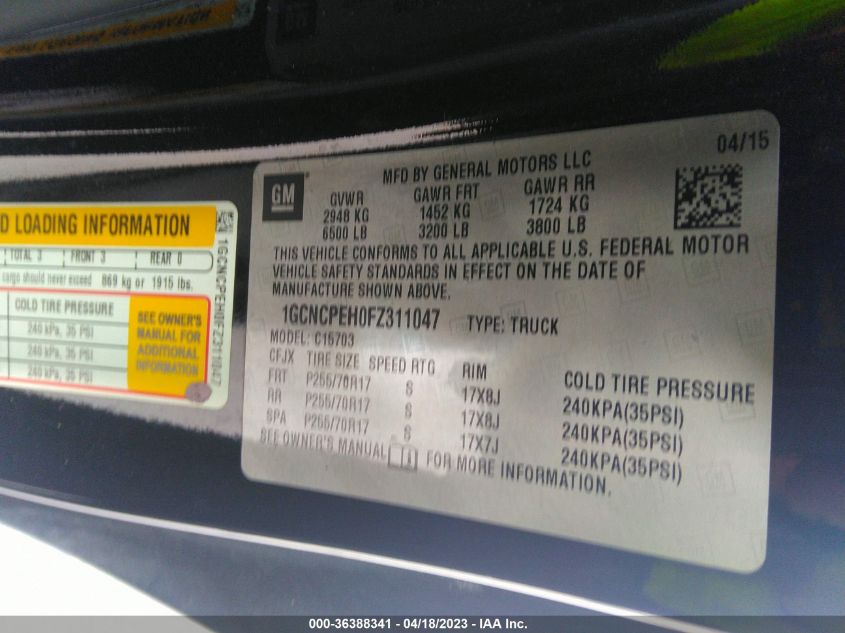 D LOADING INFORMATION
TOTAL 3 FRONT 3 REAR 0
cargo should never exceed 869 kg or 1915 lbs.
COLD TIRE PRESSURE
240 kPa, 35 PSI
240 kPa, 35 PSI
240 kPa, 35 PSI
SEE OWNER'S
MANUAL FOR
ADDITIONAL
INFORMATION
1GCNCPEH0FZ311047
GM
MFD BY GENERAL MOTORS LLC
04/15
GVWR GAWR FRT GAWR RR
2948 KG 1452 KG 1724 KG
6500 LB 3200 LB 3800 LB
THIS VEHICLE CONFORMS TO ALL APPLICABLE U.S. FEDERAL MOTOR
VEHICLE SAFETY STANDARDS IN EFFECT ON THE DATE OF
MANUFACTURE SHOWN ABOVE.
1GCNCPEH0FZ311047 TYPE: TRUCK
MODEL: C15703
CFJX TIRE SIZE SPEED RTG RIM COLD TIRE PRESSURE
FRT P255/70R17 S 17X8J 240KPA(35PSI)
RR P255/70R17 S 17X8J 240KPA(35PSI)
SPA P255/70R17 S 17X7J 240KPA(35PSI)
SEE OWNER'S MANUAL FOR MORE INFORMATION.
000-36388341 - 04/18/2023 - IAA Inc.